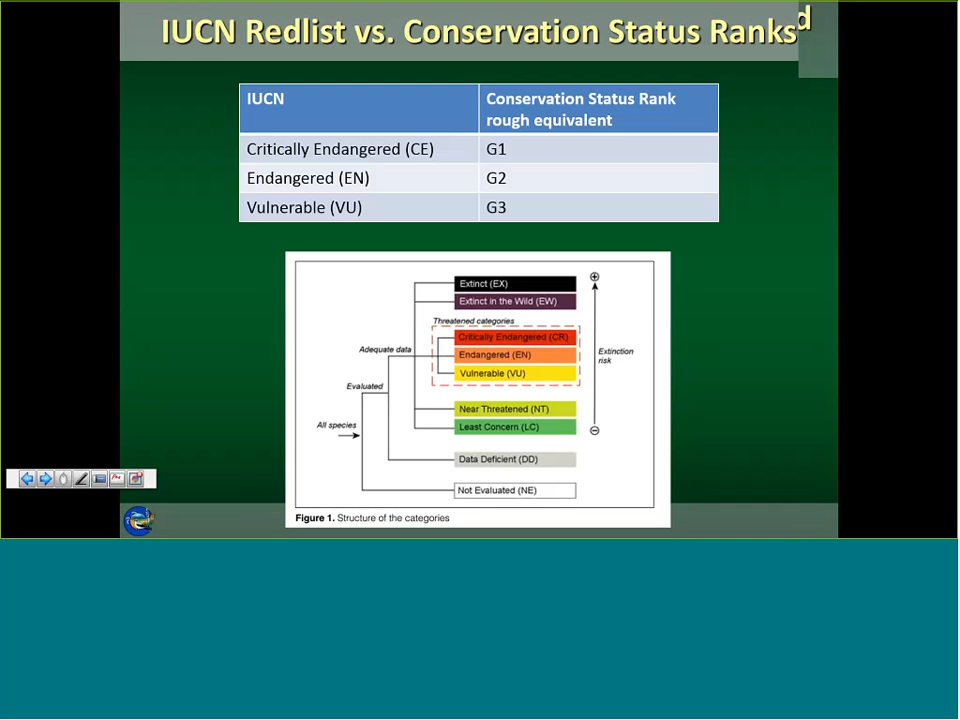 IUCN Redlist vs. Conservation Status Ranks
d
IUCN
Conservation Status Rank
rough equivalent
Critically Endangered (CE)
G1
Endangered (EN)
G2
Vulnerable (VU)
G3
Extinct (EX)
Extinct in the Wild (EW)
Threatened categories
Critically Endangered (CR)
Adequate data
Endangered (EN)
Extinction
risk
Vulnerable (VU)
Evaluated
Near Threatened (NT)
All species
Least Concern (LC)
Data Deficient (DD)
Not Evaluated (NE)
Figure 1. Structure of the categories